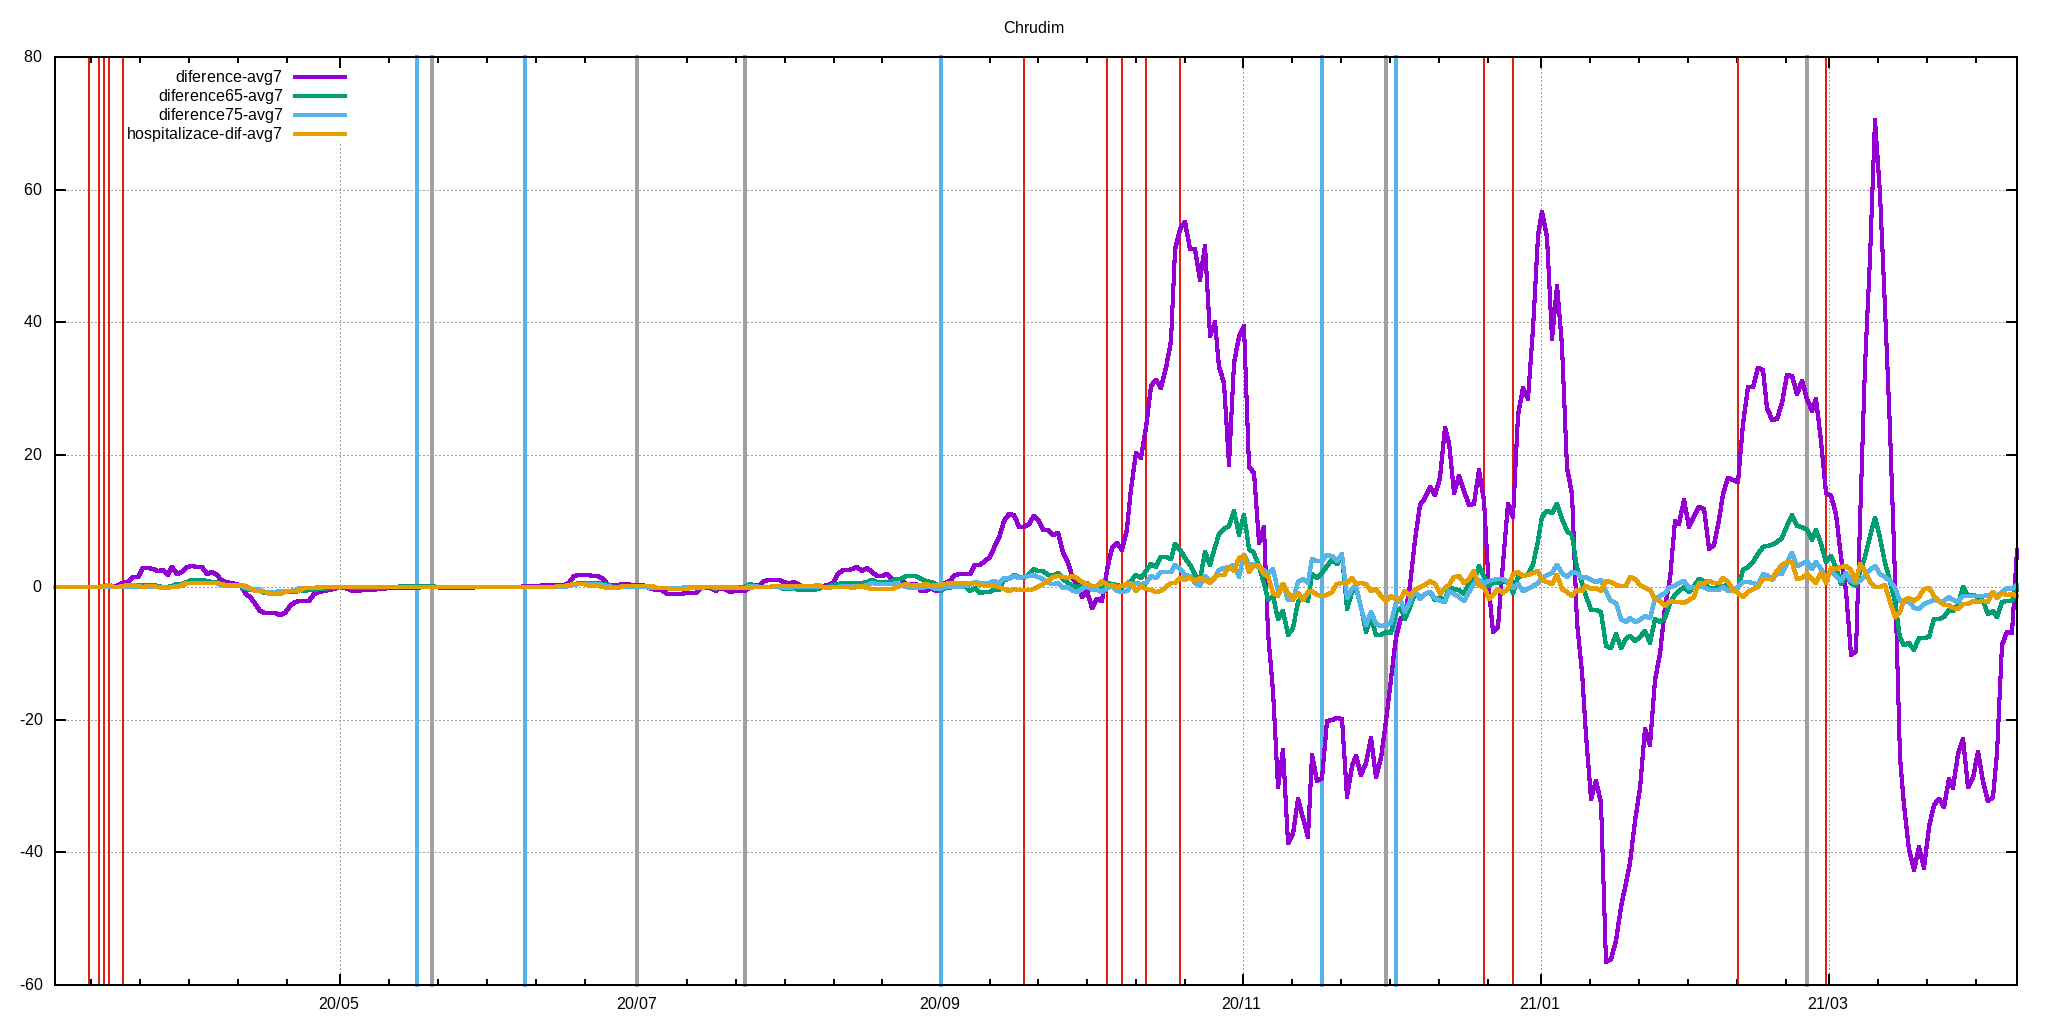 Chrudim
80
60
40
20
0
-20
-40
-60
diference-avg7
diference65-avg7
diference75-avg7
hospitalizace-dif-avg7
20/05 20/07 20/09 20/11 21/01 21/03